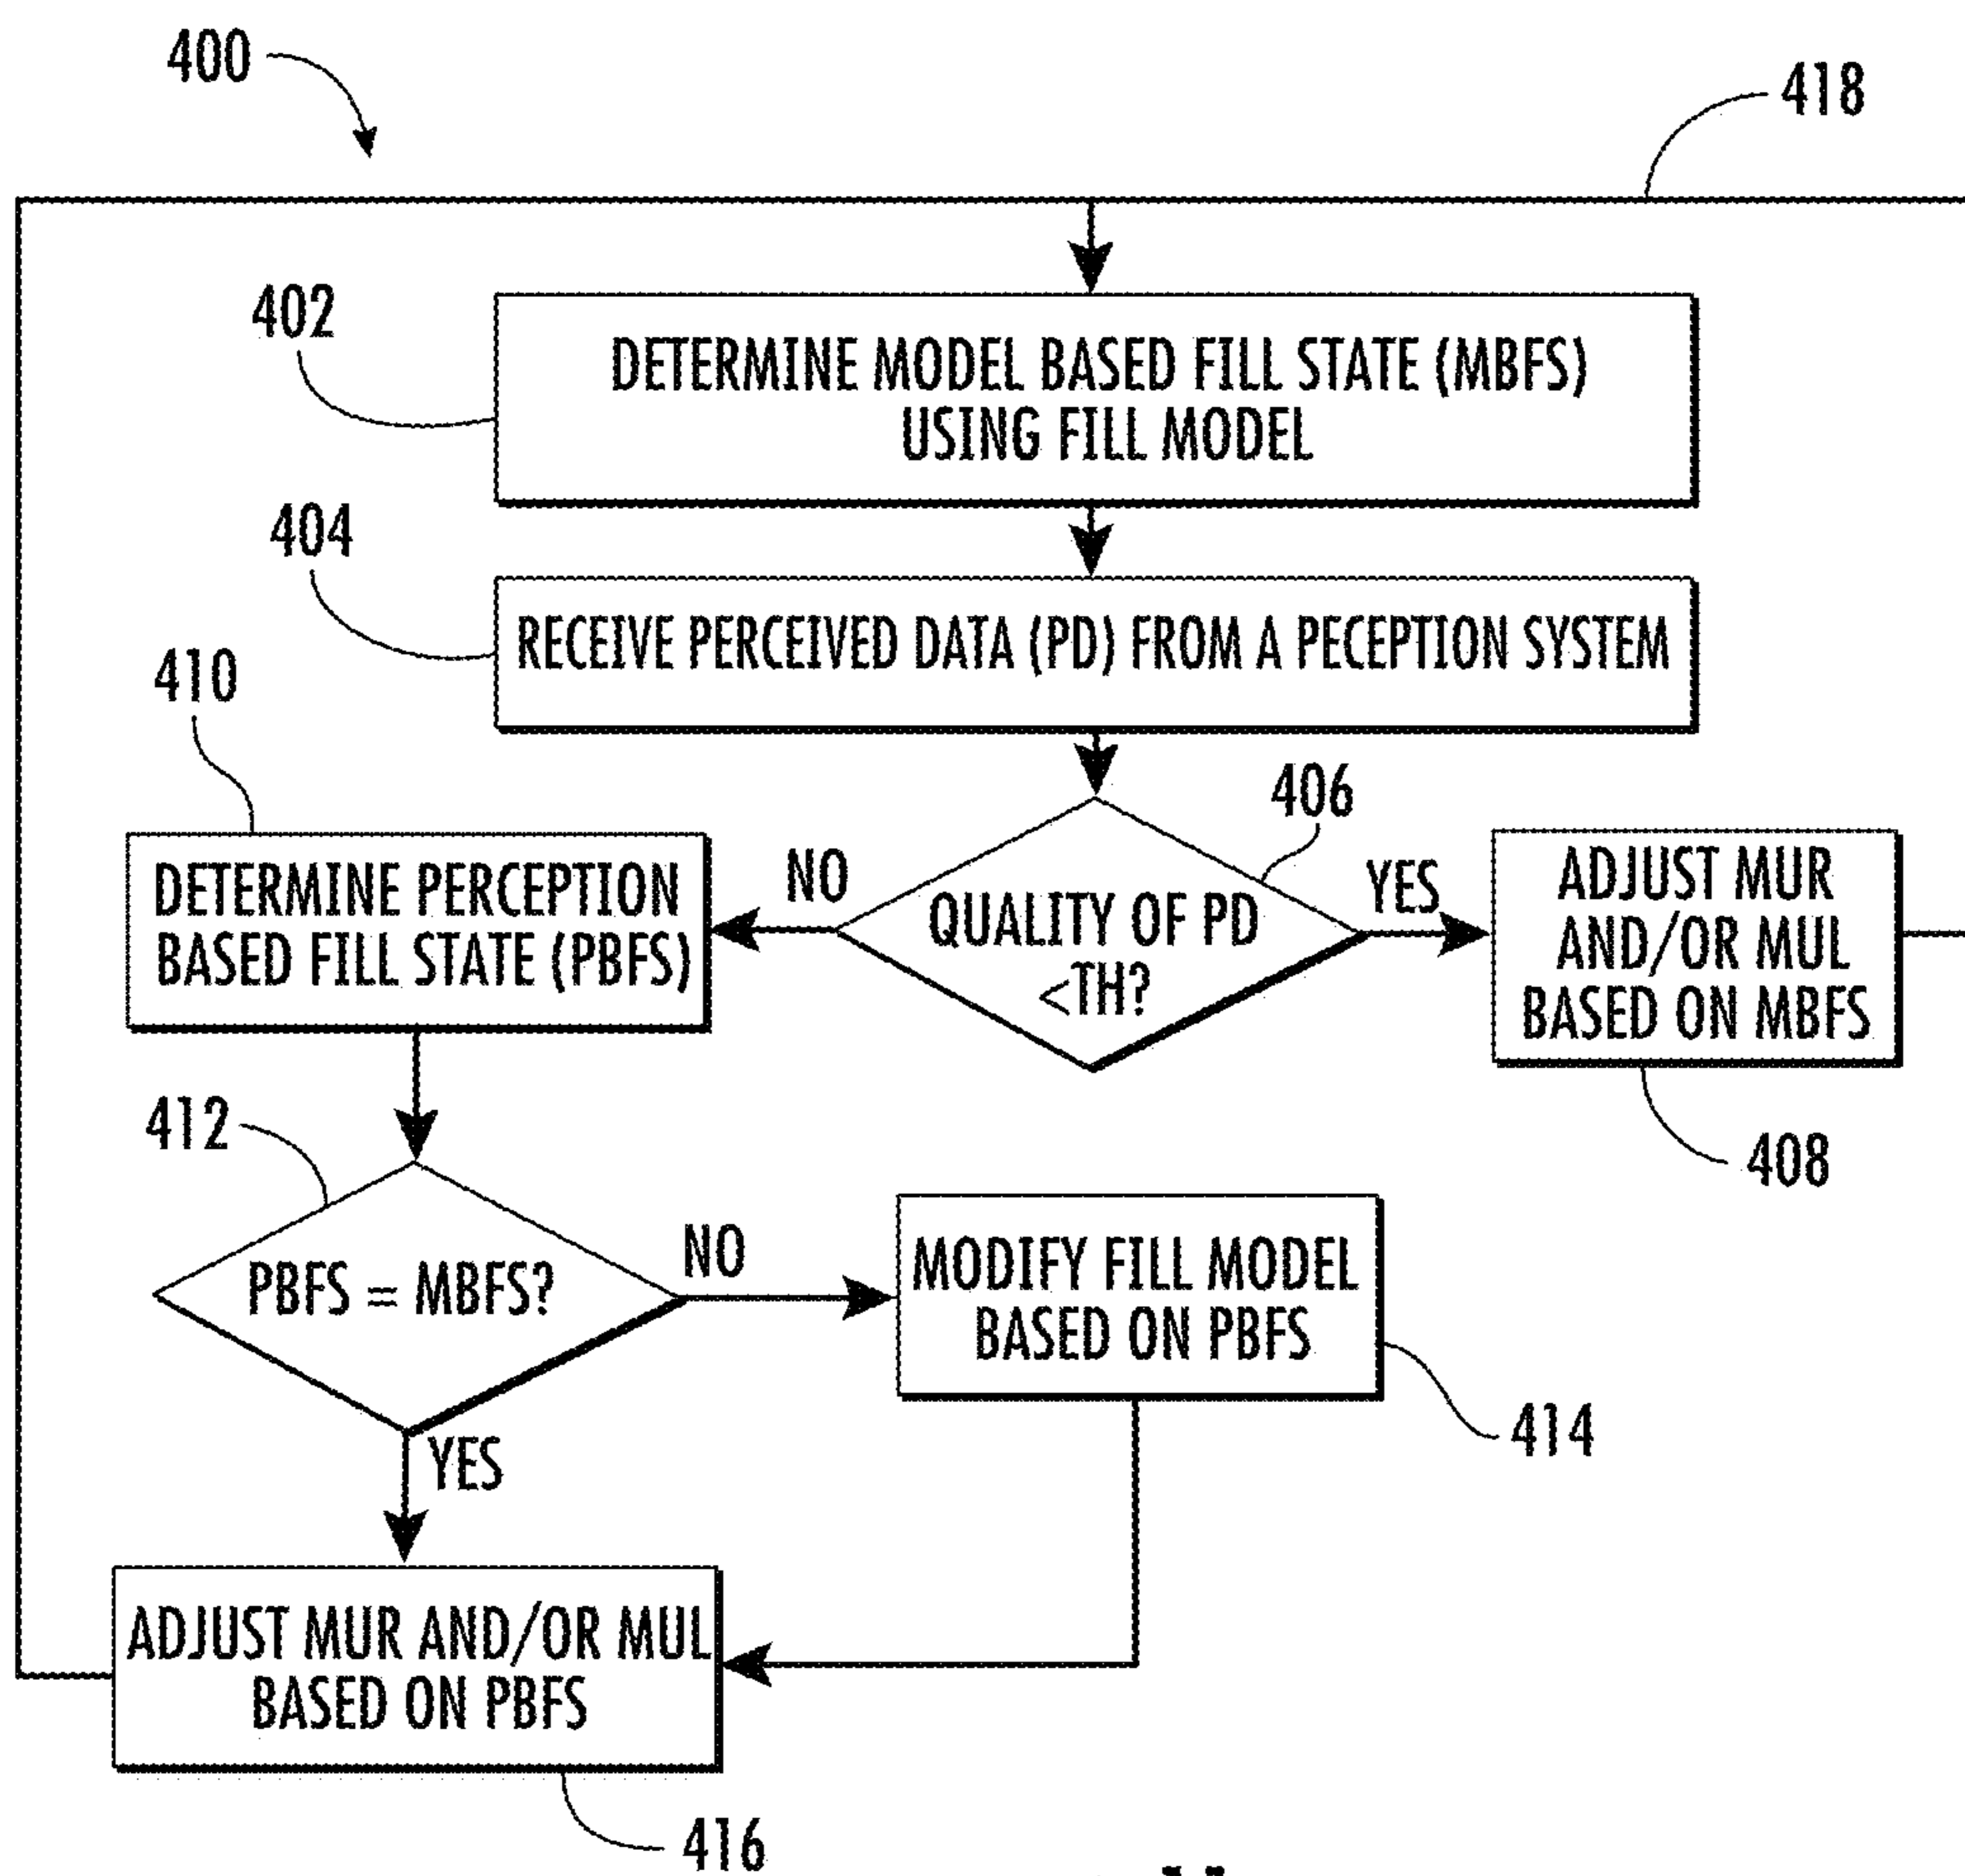 400
418
402
DETERMINE MODEL BASED FILL STATE (MBFS)
USING FILL MODEL
404
RECEIVE PERCEIVED DATA (PD) FROM A PECEPTION SYSTEM
410
406
DETERMINE PERCEPTION
BASED FILL STATE (PBFS)
NO
QUALITY OF PD
<TH?
YES
ADJUST MUR
AND/OR MUL
BASED ON MBFS
408
412
PBFS = MBFS?
NO
MODIFY FILL MODEL
BASED ON PBFS
414
YES
ADJUST MUR AND/OR MUL
BASED ON PBFS
416